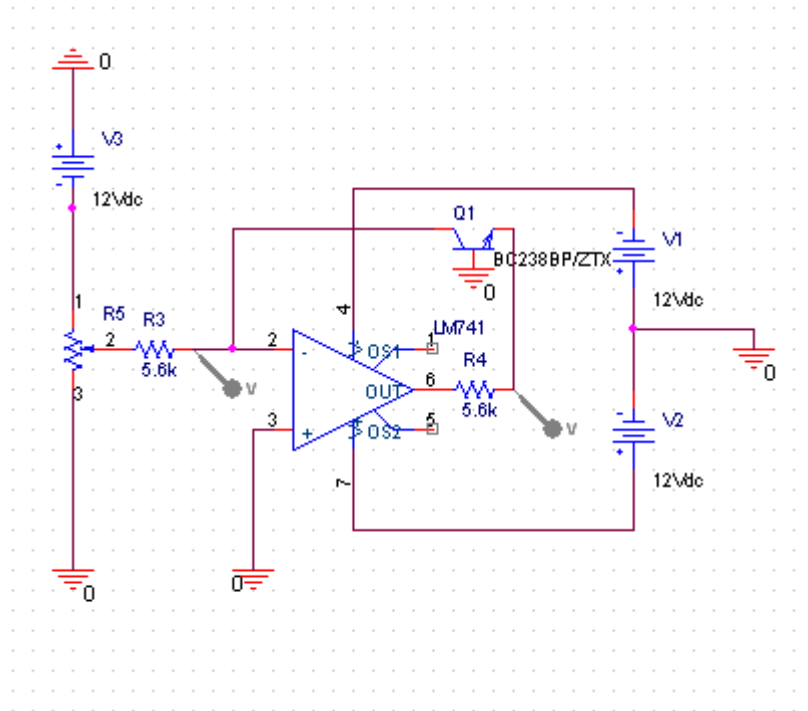 0
V3
12Vdc
1
R5
2
R3
5.6k
3
0
V
2
-
3
+
0
4
7
OS1
1
OUT
6
OS2
5
LM741
R4
5.6k
V
Q1
BC238BP/ZTX
0
-
V1
+
12Vdc
0
-
V2
+
12Vdc